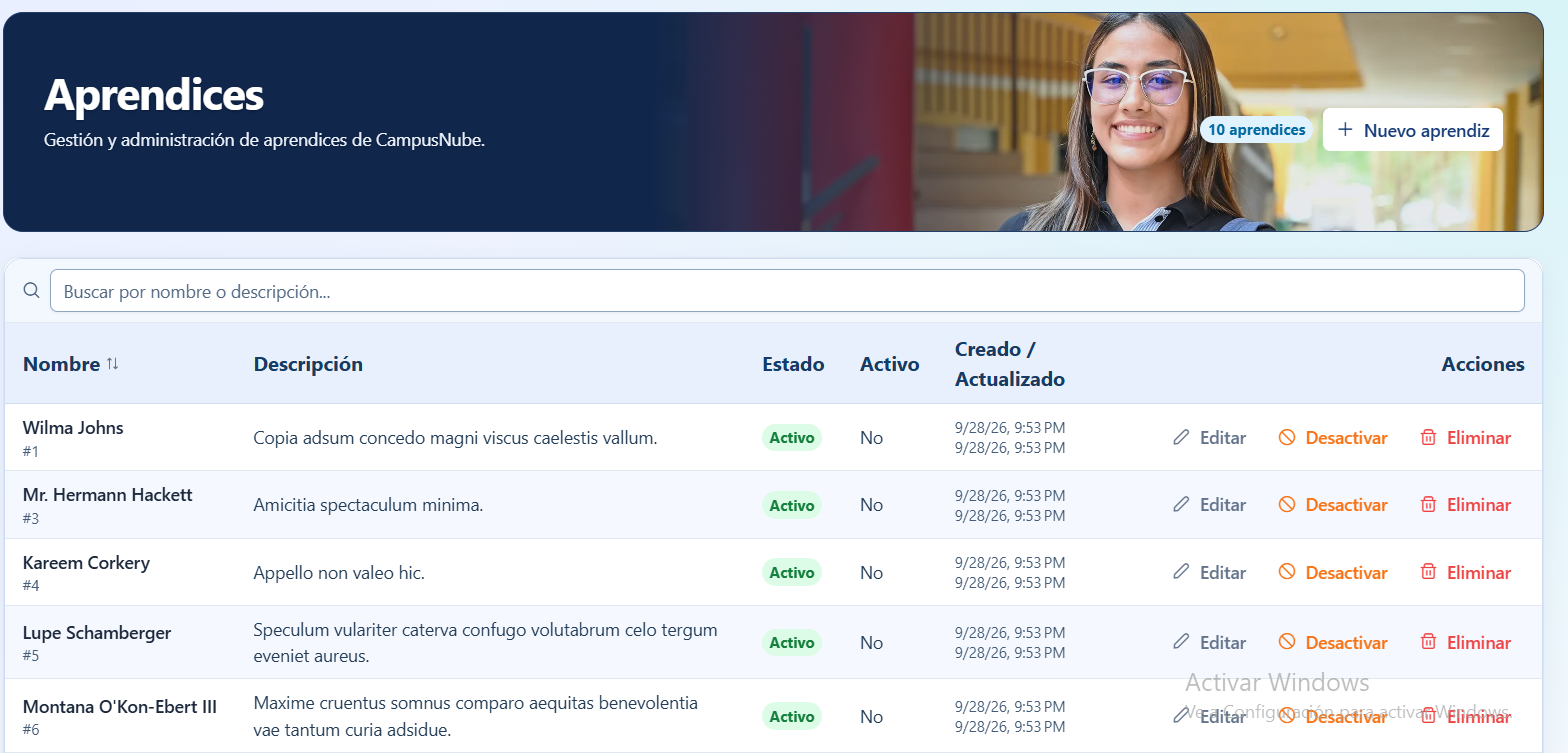 Aprendices
Gestión y administración de aprendices de CampusNube.
10 aprendices
+ Nuevo aprendiz
Buscar por nombre o descripción...
Nombre ↑↓ Descripción Estado Activo Creado / Actualizado Acciones
Wilma Johns
#1
Copia adsum concedo magni viscus caelestis vallum.
Activo
No
9/28/26, 9:53 PM
9/28/26, 9:53 PM
Editar Desactivar Eliminar
Mr. Hermann Hackett
#3
Amicitia spectaculum minima.
Activo
No
9/28/26, 9:53 PM
9/28/26, 9:53 PM
Editar Desactivar Eliminar
Kareem Corkery
#4
Appello non valeo hic.
Activo
No
9/28/26, 9:53 PM
9/28/26, 9:53 PM
Editar Desactivar Eliminar
Lupe Schamberger
#5
Speculum vulariter caterva confugo volutabrum celo tergum
eveniet aureus.
Activo
No
9/28/26, 9:53 PM
9/28/26, 9:53 PM
Editar Desactivar Eliminar
Montana O'Kon-Ebert III
#6
Maxime cruentus somnus comparo aequitas benevolentia
vae tantum curia adsidue.
Activo
No
9/28/26, 9:53 PM
9/28/26, 9:53 PM
Editar Desactivar Eliminar
Activar Windows
Ve a Configuración para activar Windows.